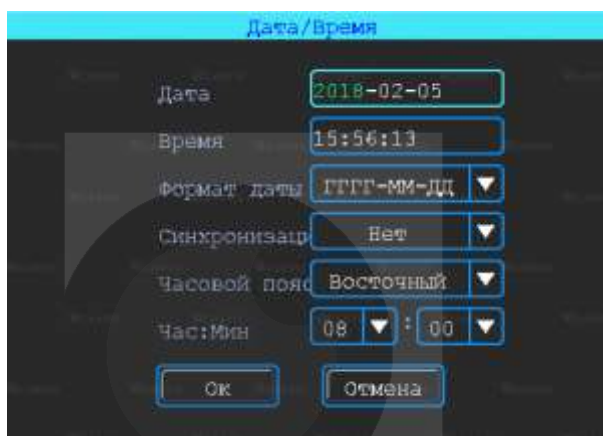 Дата/Время
Дата 2018-02-05
Время 15:56:13
Формат даты ГГГГ-ММ-ДД
Синхронизаци Нет
Часовой пояс Восточный
Час:Мин 08 : 00
Ок Отмена